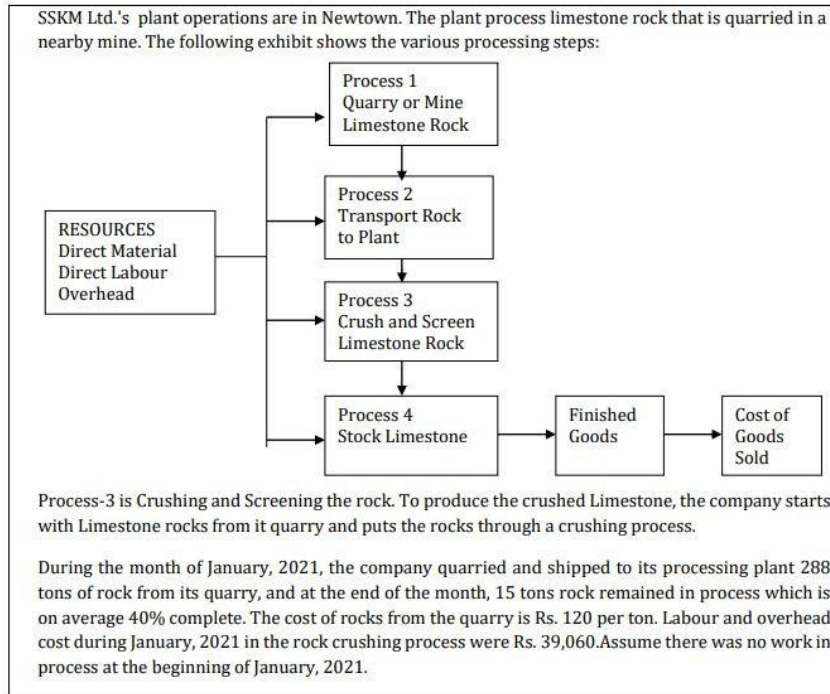 SSKM Ltd.'s plant operations are in Newtown. The plant process limestone rock that is quarried in a
nearby mine. The following exhibit shows the various processing steps:
Process 1
Quarry or Mine
Limestone Rock
Process 2
Transport Rock
to Plant
RESOURCES
Direct Material
Direct Labour
Overhead
Process 3
Crush and Screen
Limestone Rock
Process 4
Stock Limestone
Finished
Goods
Cost of
Goods
Sold
Process-3 is Crushing and Screening the rock. To produce the crushed Limestone, the company starts
with Limestone rocks from it quarry and puts the rocks through a crushing process.
During the month of January, 2021, the company quarried and shipped to its processing plant 288
tons of rock from its quarry, and at the end of the month, 15 tons rock remained in process which is
on average 40% complete. The cost of rocks from the quarry is Rs. 120 per ton. Labour and overhead
cost during January, 2021 in the rock crushing process were Rs. 39,060.Assume there was no work in
process at the beginning of January, 2021.